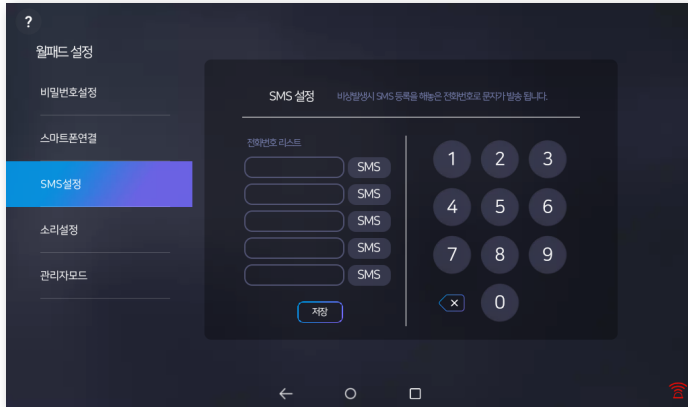 ?
월패드 설정
비밀번호설정
스마트폰연결
SMS설정
소리설정
관리자모드
SMS 설정 비상발생시 SMS 등록을 해놓은 전화번호로 문자가 발송 됩니다.
전화번호 리스트
SMS
SMS
SMS
SMS
SMS
저장
1 2 3
4 5 6
7 8 9
0